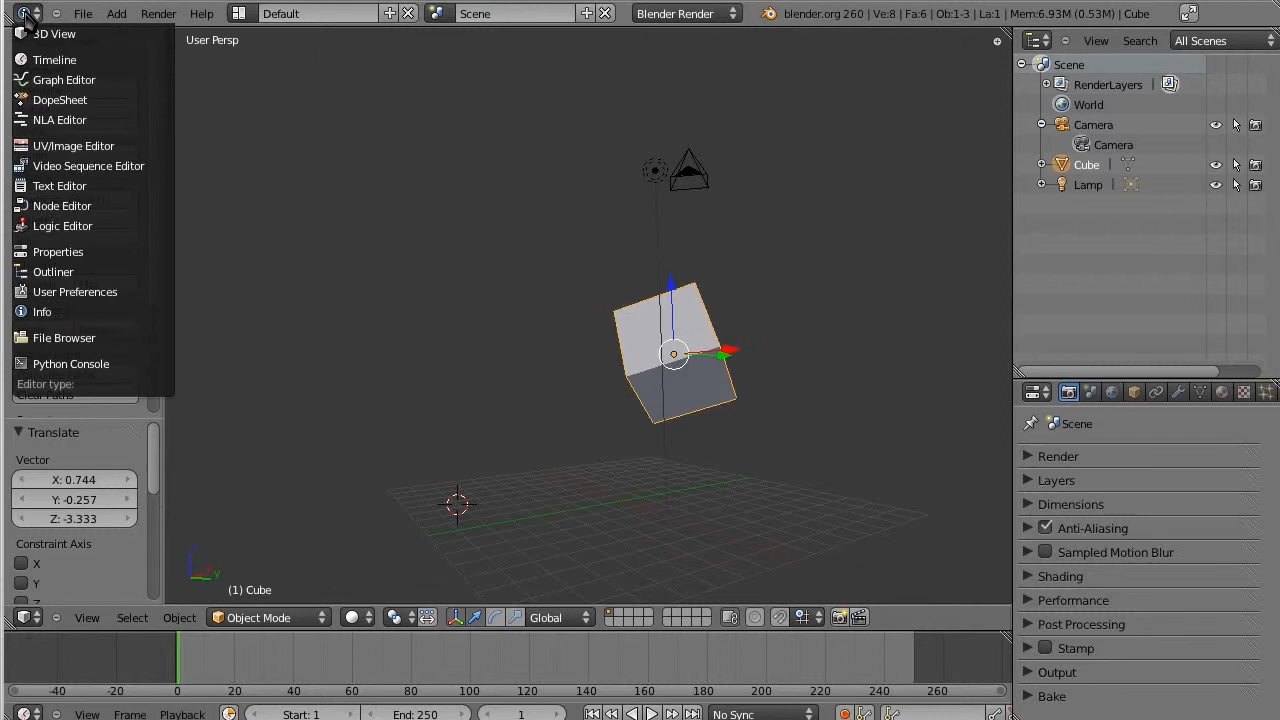 File Add Render Help Default Scene Blender Render blender.org 260 | Ve:8 | Fa:6 | Ob:1-3 | La:1 | Mem:6.93M (0.53M) | Cube
3D View
Timeline
Graph Editor
DopeSheet
NLA Editor
UV/Image Editor
Video Sequence Editor
Text Editor
Node Editor
Logic Editor
Properties
Outliner
User Preferences
Info
File Browser
Python Console
Editor type:
Clear Paths
Translate
Vector
X: 0.744
Y: -0.257
Z: -3.333
Constraint Axis
X
Y
User Persp
y
(1) Cube
View Select Object Object Mode Global
-40 -20 0 20 40 60 80 100 120 140 160 180 200 220 240 260
View Frame Playback Start: 1 End: 250 1 No Sync
View Search All Scenes
Scene
RenderLayers |
World
Camera
Camera
Cube |
Lamp |
Scene
Render
Layers
Dimensions
Anti-Aliasing
Sampled Motion Blur
Shading
Performance
Post Processing
Stamp
Output
Bake